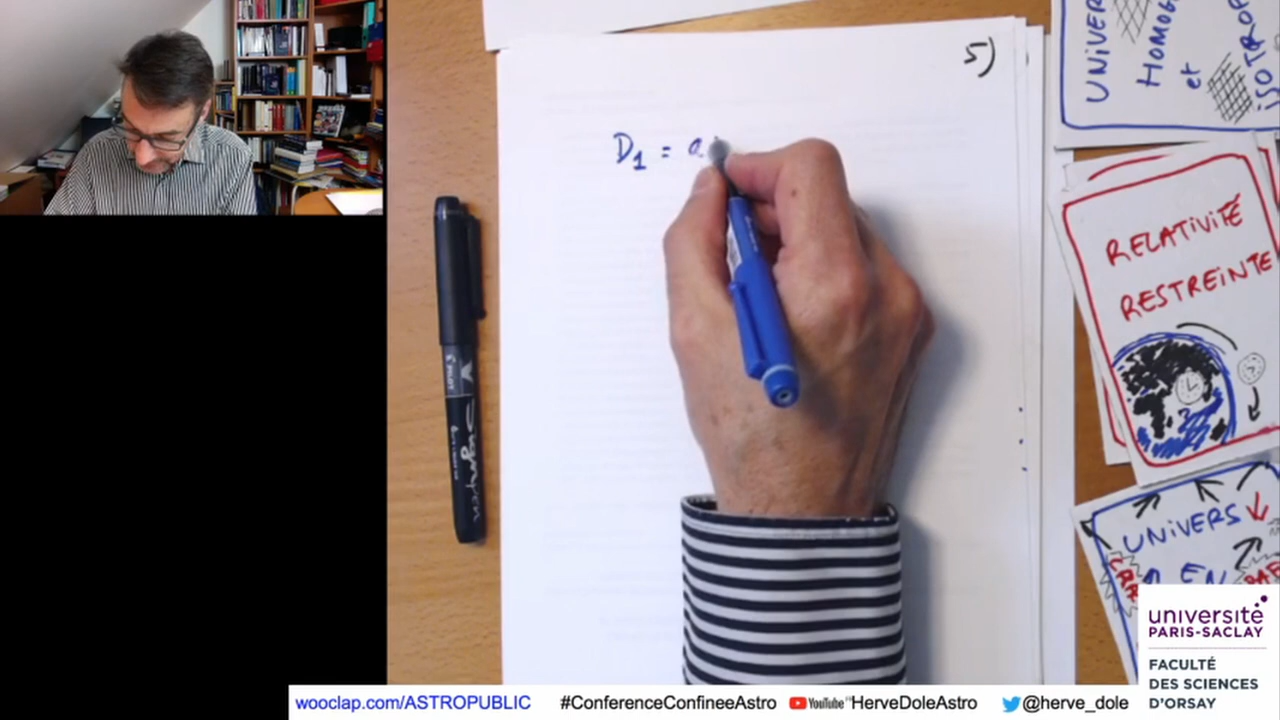 5)
D₁ = a
UNIVERS
HOMOG
et
ISOTROP
RELATIVITÉ
RESTREINTE
UNIVERS
EN
université
PARIS-SACLAY
FACULTÉ
DES SCIENCES
D'ORSAY
wooclap.com/ASTROPUBLIC #ConferenceConfineeAstro YouTube HerveDoleAstro @herve_dole